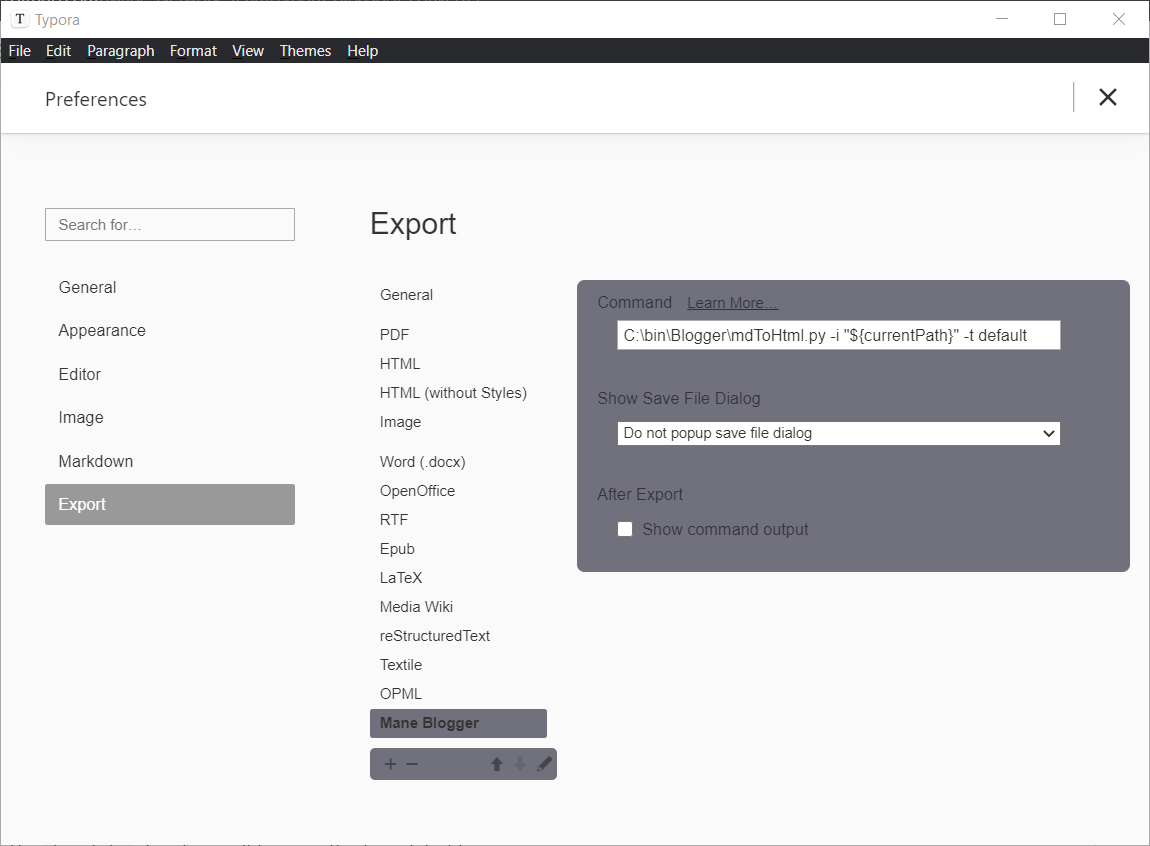 T Typora
File Edit Paragraph Format View Themes Help
Preferences
Search for...
General
Appearance
Editor
Image
Markdown
Export
Export
General
PDF
HTML
HTML (without Styles)
Image
Word (.docx)
OpenOffice
RTF
Epub
LaTeX
Media Wiki
reStructuredText
Textile
OPML
Mane Blogger
Command Learn More...
C:\bin\Blogger\mdToHtml.py -i "${currentPath}" -t default
Show Save File Dialog
Do not popup save file dialog
After Export
Show command output